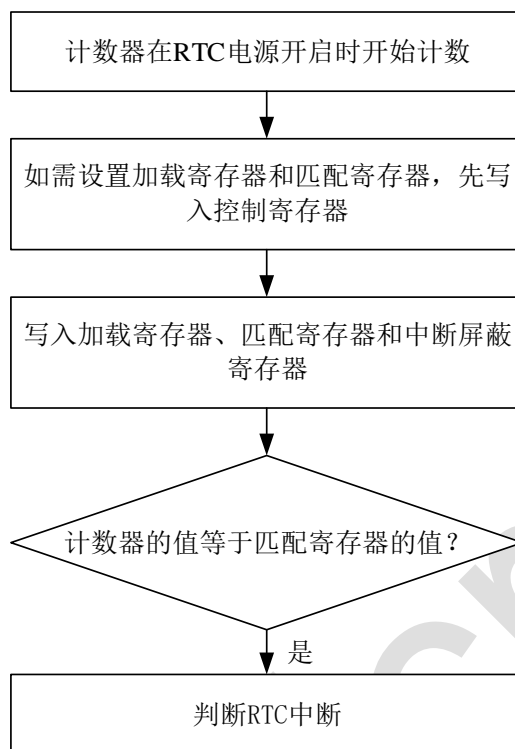 计数器在RTC电源开启时开始计数
如需设置加载寄存器和匹配寄存器，先写
入控制寄存器
写入加载寄存器、匹配寄存器和中断屏蔽
寄存器
计数器的值等于匹配寄存器的值？
是
判断RTC中断